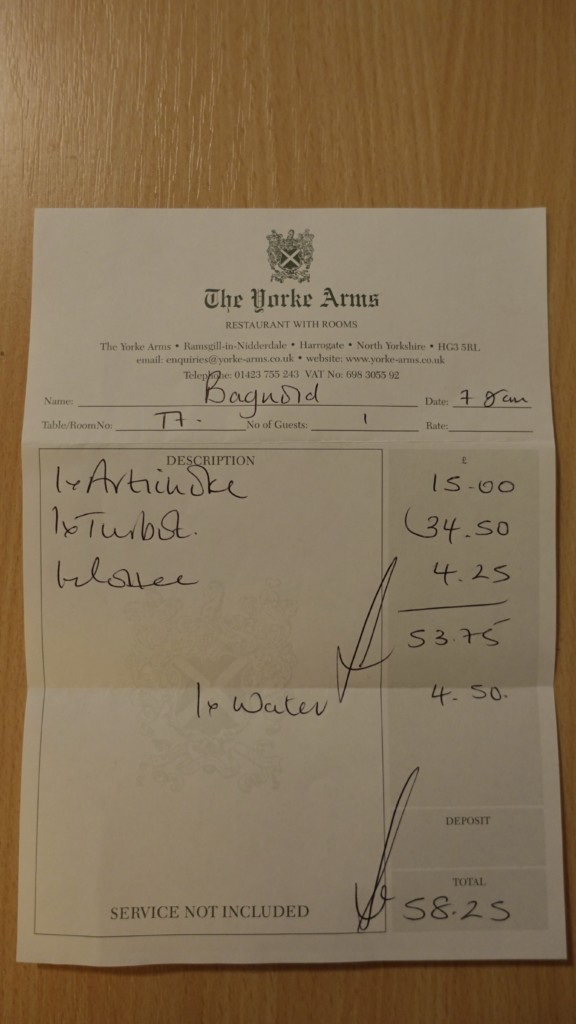 The Yorke Arms
RESTAURANT WITH ROOMS
The Yorke Arms • Ramsgill-in-Nidderdale • Harrogate • North Yorkshire • HG3 5RL
email: enquiries@yorke-arms.co.uk • website: www.yorke-arms.co.uk
Telephone: 01423 755 243 VAT No: 698 3055 92
Name: Bagnold Date: 7 Jan
Table/Room No: T7. No of Guests: 1 Rate:
DESCRIPTION £
1x Artichoke 15.00
1x Turbot. 34.50
1x Coffee 4.25
53.75
1x Water 4.50.
DEPOSIT
TOTAL
SERVICE NOT INCLUDED 58.25